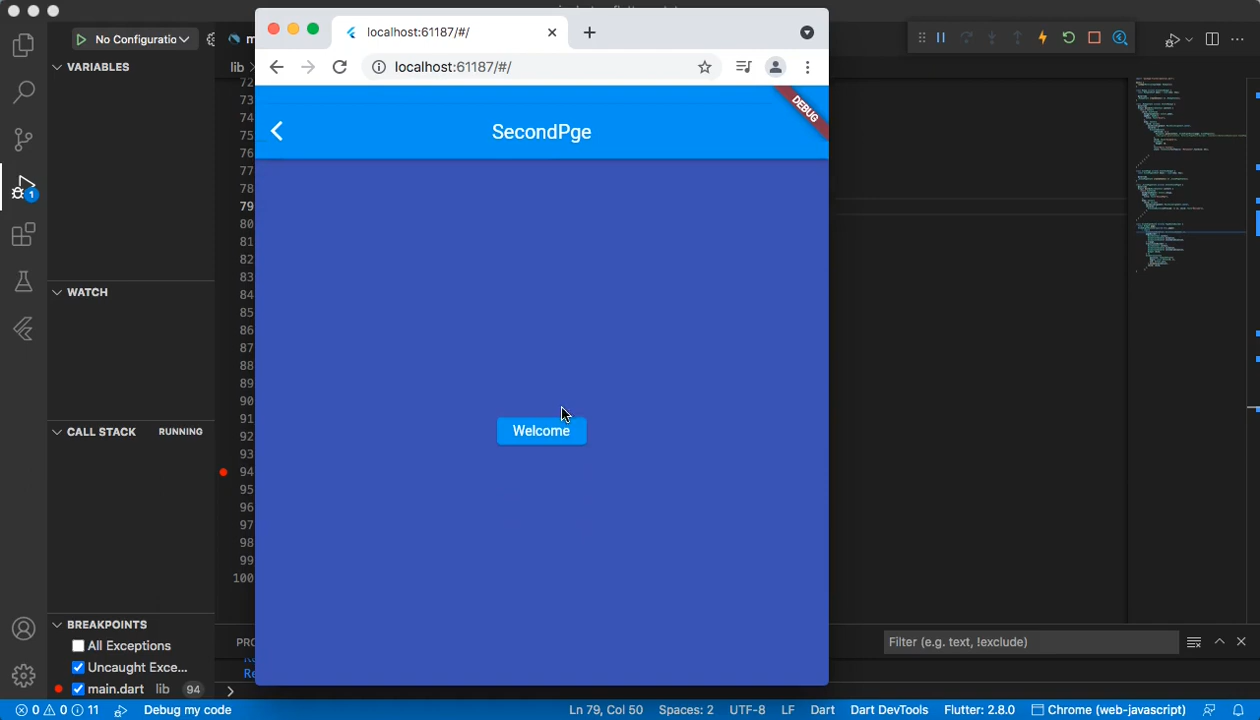 No Configuratio
m
localhost:61187/#/
localhost:61187/#/
VARIABLES
lib
SecondPge
DEBUG
72
73
74
75
76
77
78
79
80
81
82
83
84
85
86
87
88
89
90
91
92
93
94
95
96
97
98
99
100
Welcome
WATCH
1
CALL STACK RUNNING
BREAKPOINTS
All Exceptions
Uncaught Exce...
main.dart lib 94
Filter (e.g. text, !exclude)
Re
0 0 11 Debug my code Ln 79, Col 50 Spaces: 2 UTF-8 LF Dart Dart DevTools Flutter: 2.8.0 Chrome (web-javascript)